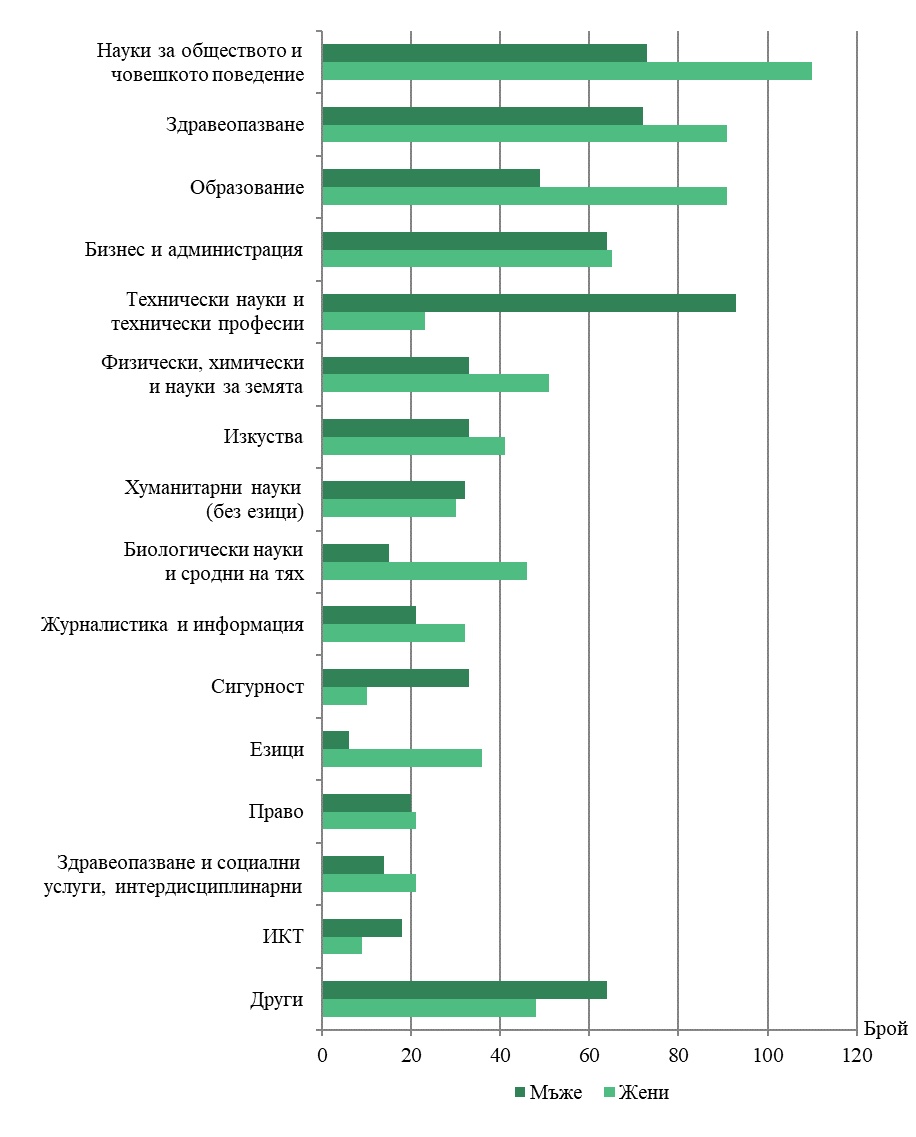 Науки за обществото и
човешкото поведение
Здравеопазване
Образование
Бизнес и администрация
Технически науки и
технически професии
Физически, химически
и науки за земята
Изкуства
Хуманитарни науки
(без езици)
Биологически науки
и сродни на тях
Журналистика и информация
Сигурност
Езици
Право
Здравеопазване и социални
услуги, интердисциплинарни
ИКТ
Други
Брой
0 20 40 60 80 100 120
Мъже Жени